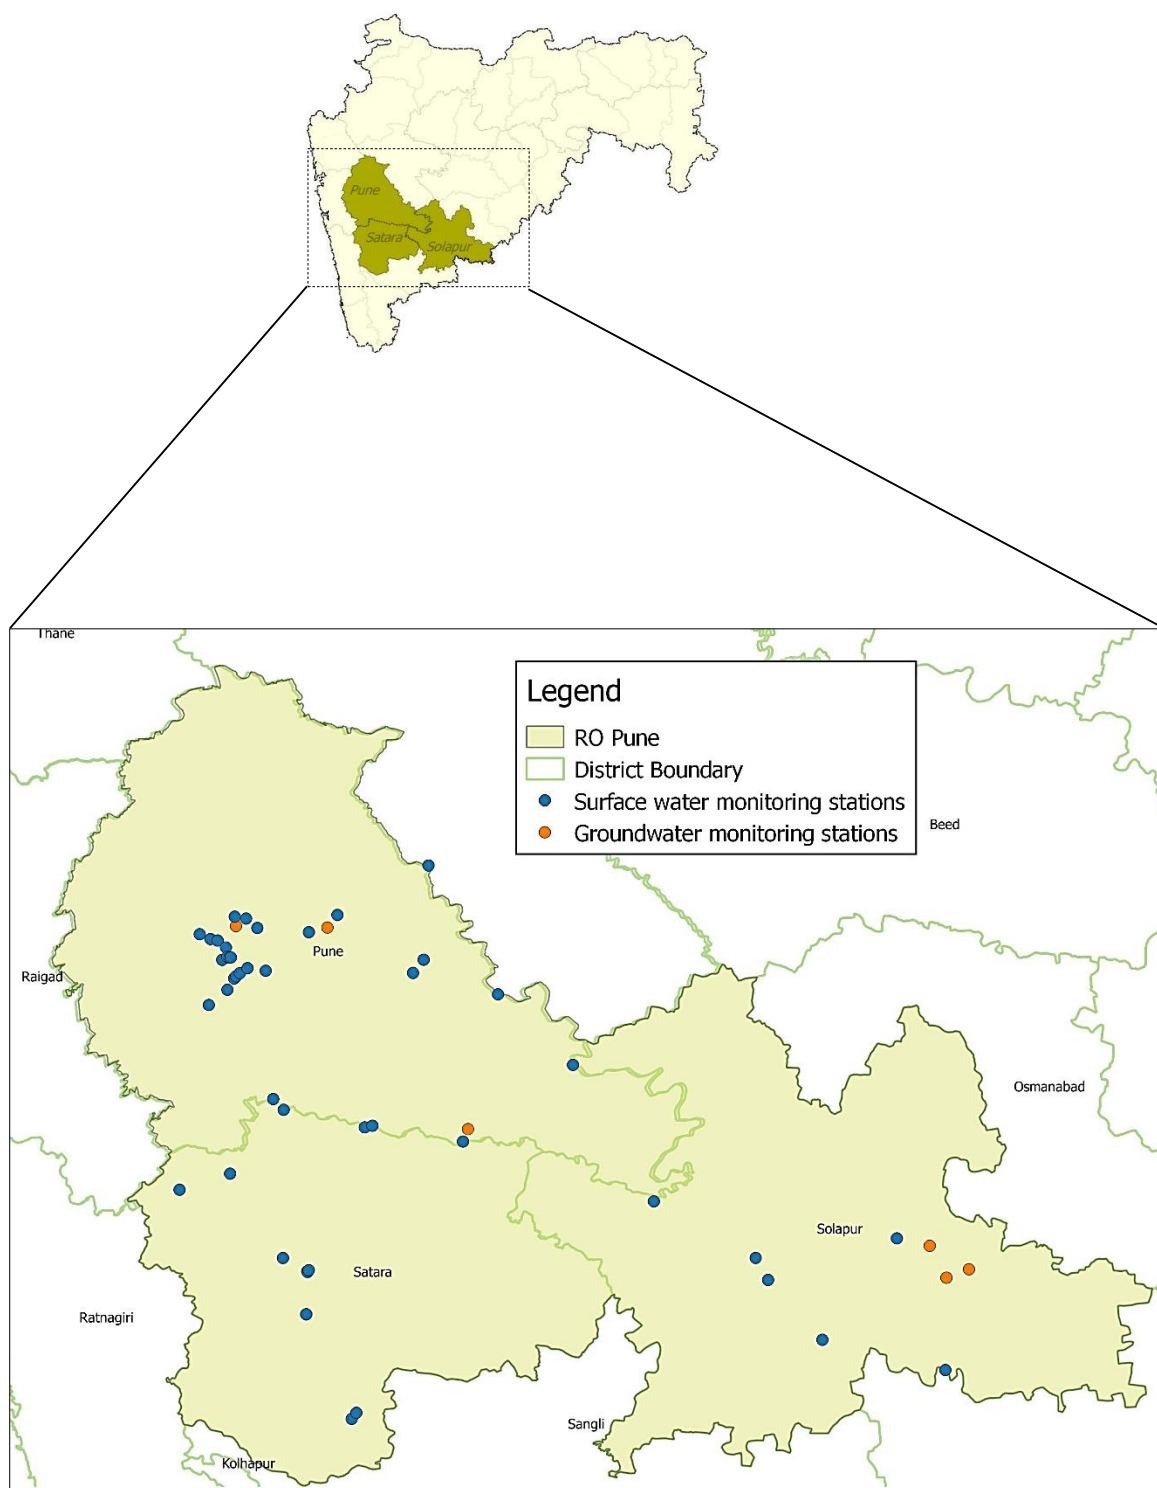 Pune
Satara
Solapur
Thane
Legend
RO Pune
District Boundary
Surface water monitoring stations
Groundwater monitoring stations
Beed
Pune
Raigad
Osmanabad
Solapur
Satara
Ratnagiri
Sangli
Kolhapur